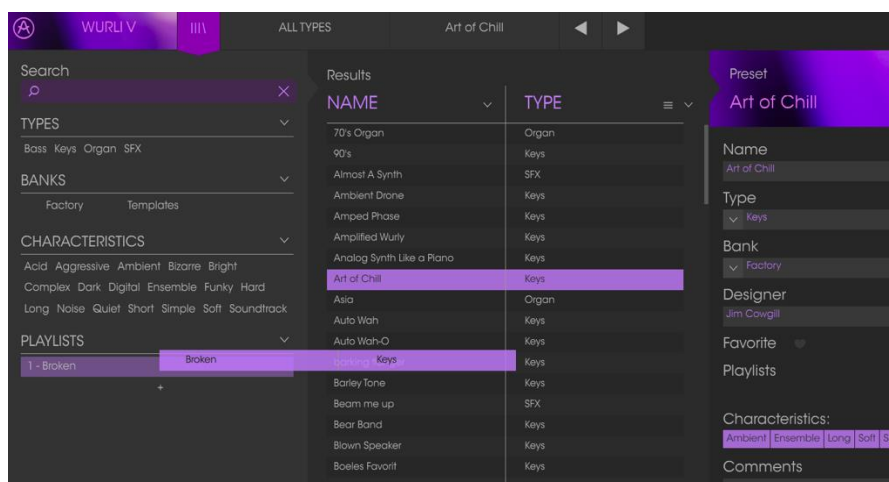 WURLI V
ALL TYPES
Art of Chill
Search
TYPES
Bass Keys Organ SFX
BANKS
Factory Templates
CHARACTERISTICS
Acid Aggressive Ambient Bizarre Bright
Complex Dark Digital Ensemble Funky Hard
Long Noise Quiet Short Simple Soft Soundtrack
PLAYLISTS
1 - Broken
Broken Keys
+
Results
NAME TYPE
70's Organ Organ
90's Keys
Almost A Synth SFX
Ambient Drone Keys
Amped Phase Keys
Amplified Wurly Keys
Analog Synth Like a Piano Keys
Art of Chill Keys
Asia Organ
Auto Wah Keys
Auto Wah-O Keys
Keys
Barley Tone Keys
Beam me up SFX
Bear Band Keys
Blown Speaker Keys
Boeles Favorit Keys
Preset
Art of Chill
Name
Art of Chill
Type
Keys
Bank
Factory
Designer
Jim Cowgill
Favorite
Playlists
Characteristics:
Ambient Ensemble Long Soft S
Comments